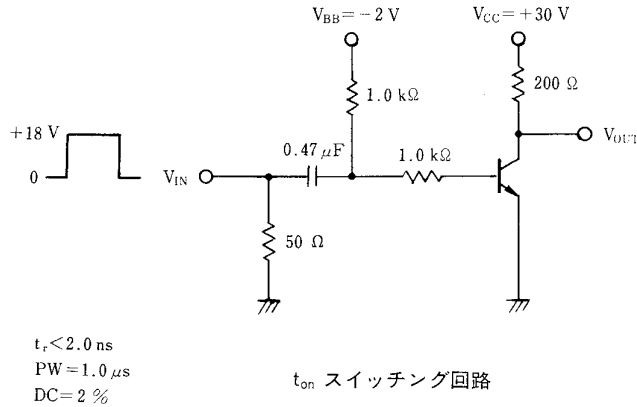 V_BB=−2 V
V_CC=+30 V
1.0 kΩ
200 Ω
+18 V
0
V_IN
0.47 μF
1.0 kΩ
V_OUT
50 Ω
t_r<2.0 ns
PW=1.0 μs
DC=2 %
t_on スイッチング回路